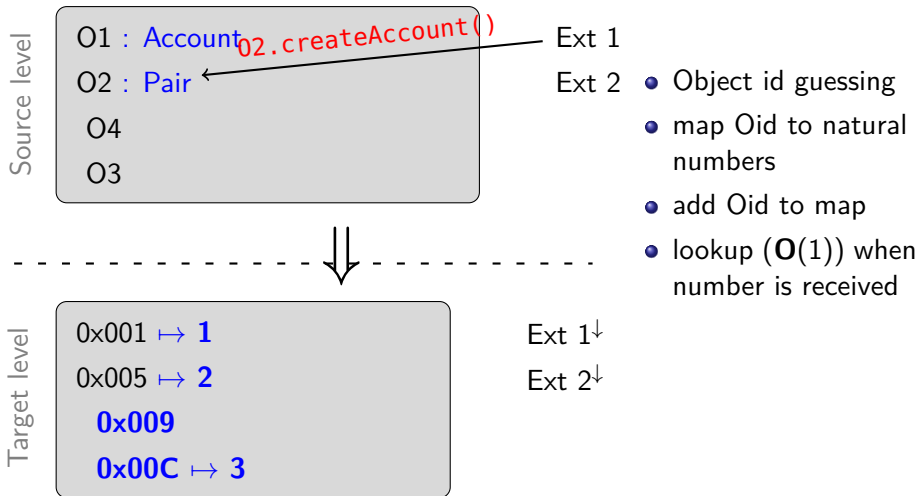 Source level
O1 : Account
O2.createAccount()
Ext 1
O2 : Pair
Ext 2
O4
O3
Object id guessing
map Oid to natural
numbers
add Oid to map
lookup (O(1)) when
number is received
Target level
0x001 ↦ 1
Ext 1↓
0x005 ↦ 2
Ext 2↓
0x009
0x00C ↦ 3